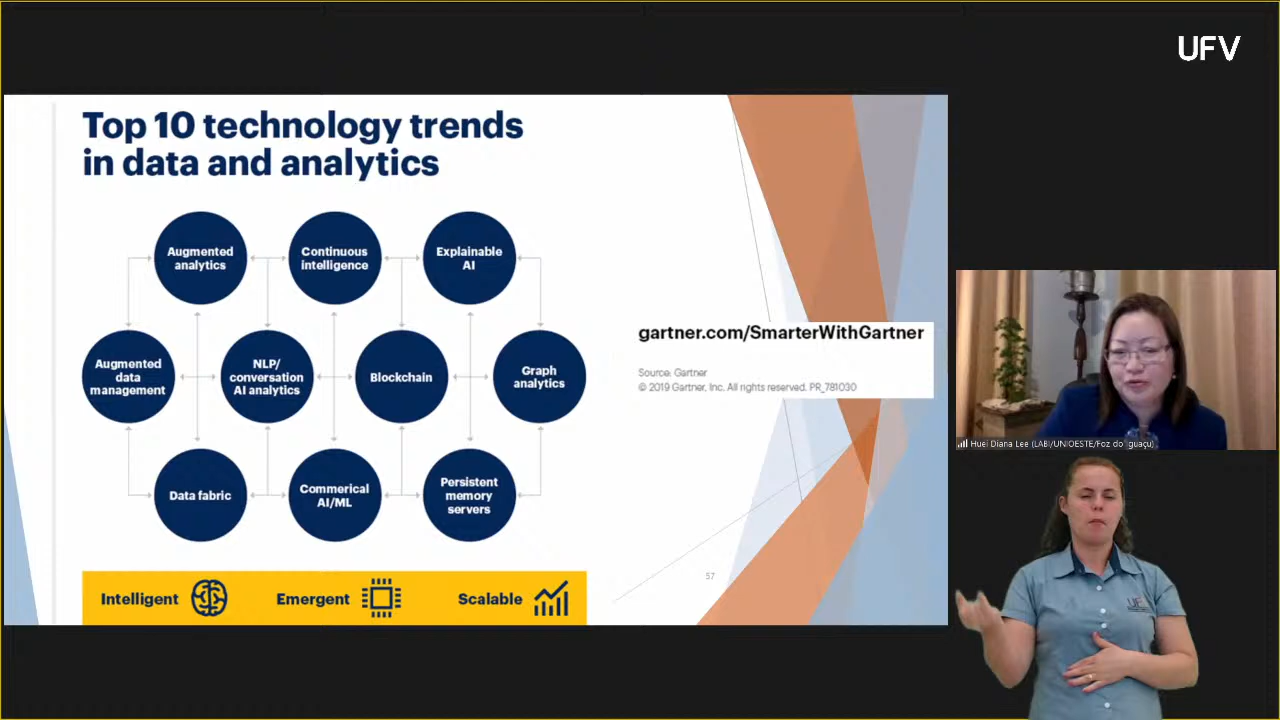 UFV
Top 10 technology trends
in data and analytics
Augmented
analytics
Continuous
intelligence
Explainable
AI
Augmented
data
management
NLP/
conversation
AI analytics
Blockchain
Graph
analytics
Data fabric
Commerical
AI/ML
Persistent
memory
servers
Intelligent
Emergent
Scalable
gartner.com/SmarterWithGartner
Source: Gartner
© 2019 Gartner, Inc. All rights reserved. PR_781030
57
Huei Diana Lee (LABI/UNIOESTE/Foz do Iguaçu)
UFV